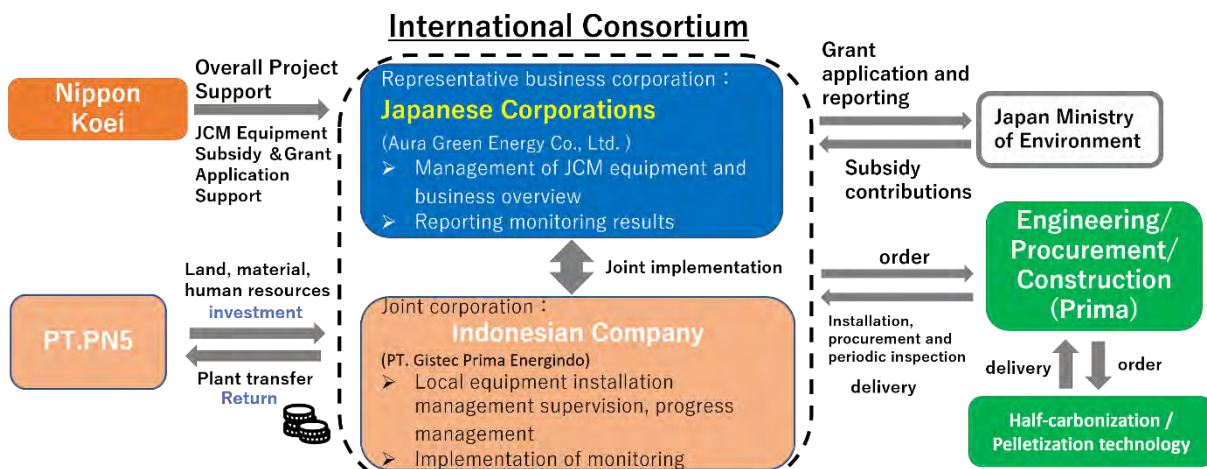 International Consortium
Nippon
Koei
Overall Project
Support
JCM Equipment
Subsidy &Grant
Application
Support
Representative business corporation：
Japanese Corporations
(Aura Green Energy Co., Ltd. )
➢ Management of JCM equipment and
business overview
➢ Reporting monitoring results
Grant
application and
reporting
Subsidy
contributions
Japan Ministry
of Environment
Joint implementation
PT.PN5
Land, material,
human resources
investment
Plant transfer
Return
Joint corporation：
Indonesian Company
(PT. Gistec Prima Energindo)
➢ Local equipment installation
management supervision, progress
management
➢ Implementation of monitoring
order
Installation,
procurement and
periodic inspection
delivery
Engineering/
Procurement/
Construction
(Prima)
delivery
order
Half-carbonization /
Pelletization technology